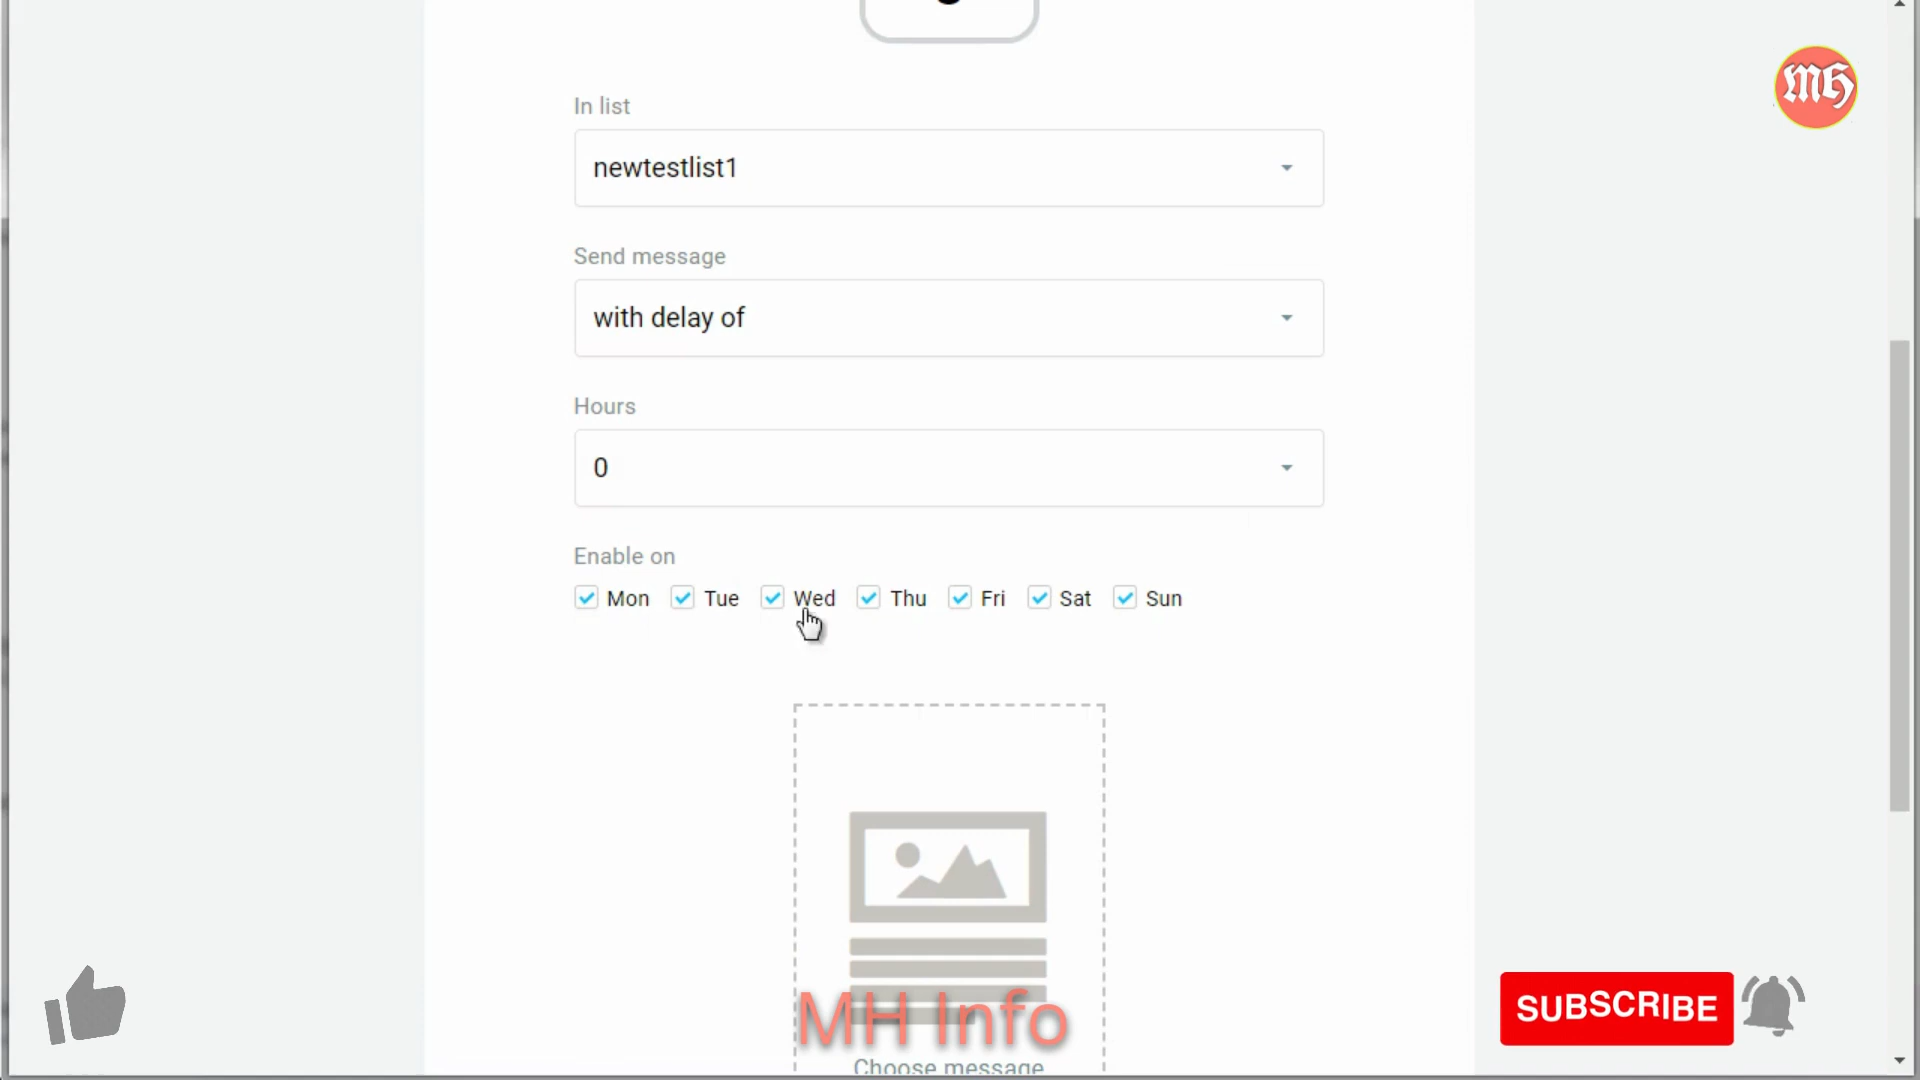 MH
In list
newtestlist1
Send message
with delay of
Hours
0
Enable on
Mon Tue Wed Thu Fri Sat Sun
MH Info
SUBSCRIBE
Choose message